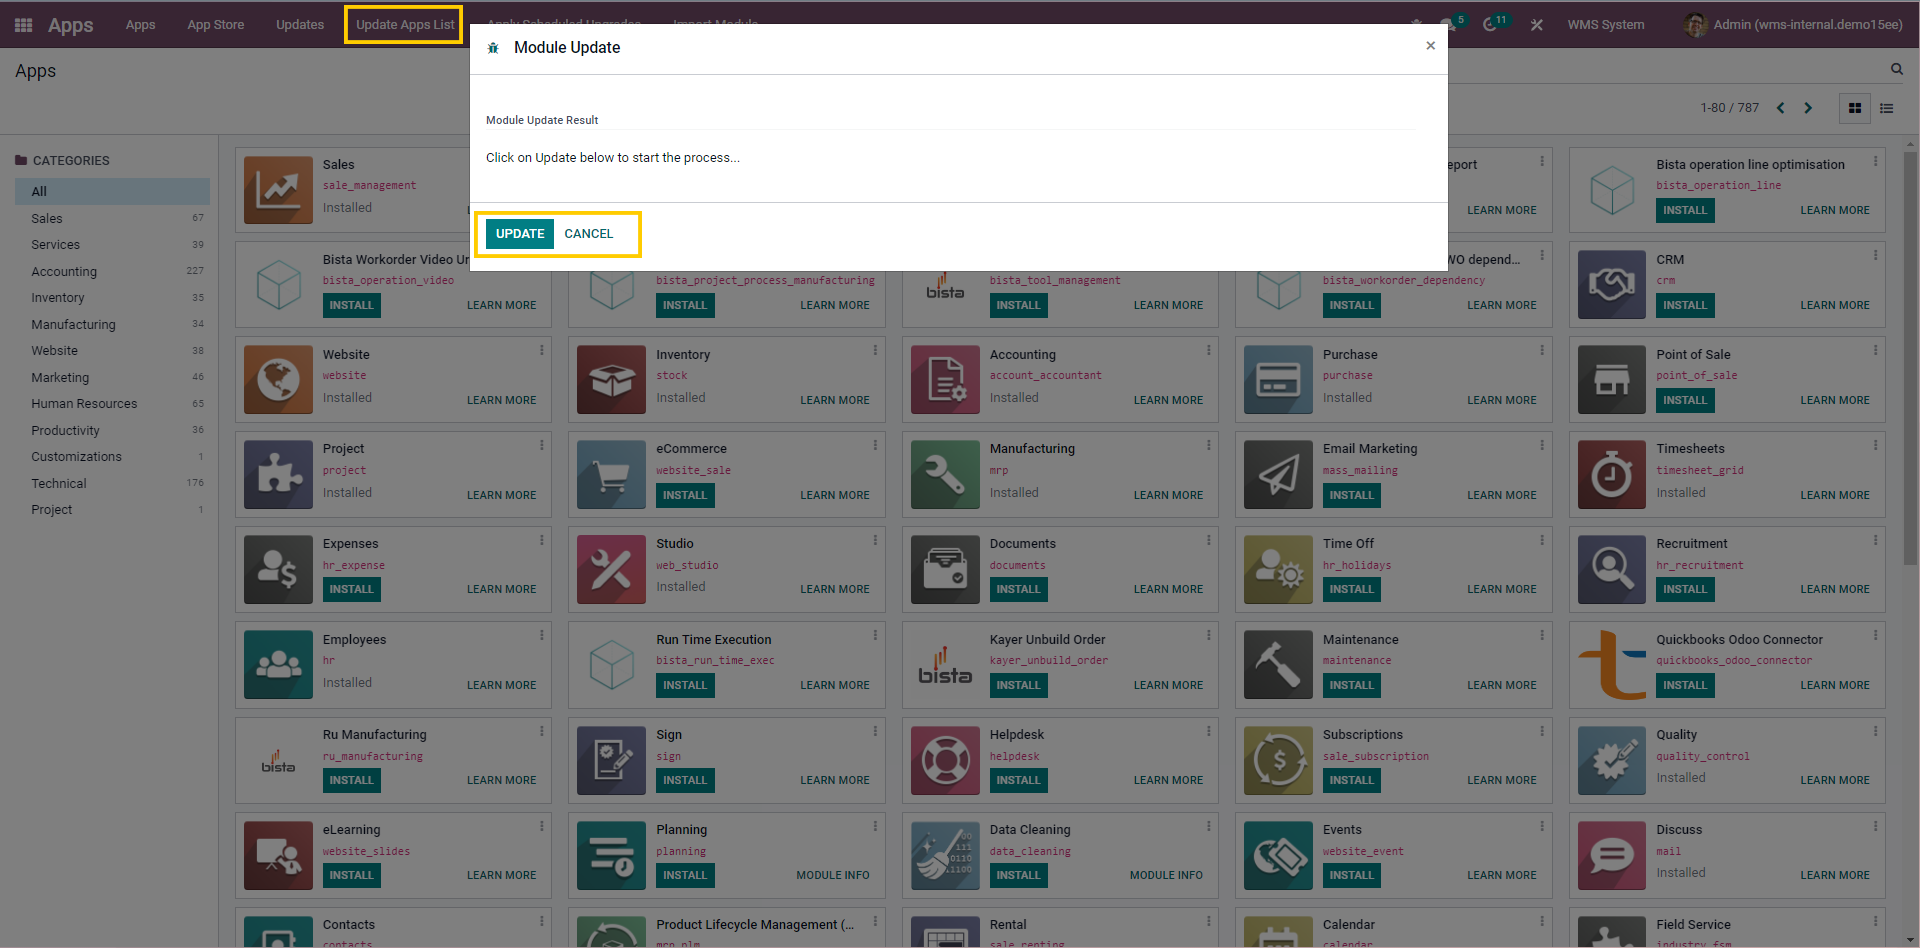 Apps
Apps
App Store
Updates
Update Apps List
Apply Scheduled Upgrades
Import Module
5
11
WMS System
Admin (wms-internal.demo15ee)
Module Update
×
Module Update Result
Click on Update below to start the process...
UPDATE
CANCEL
Apps
1-80 / 787
CATEGORIES
All
Sales 67
Services 39
Accounting 227
Inventory 35
Manufacturing 34
Website 38
Marketing 46
Human Resources 65
Productivity 36
Customizations 1
Technical 176
Project 1
Sales
sale_management
Installed
eport
LEARN MORE
Bista operation line optimisation
bista_operation_line
INSTALL
LEARN MORE
Bista Workorder Video Ur
bista_operation_video
INSTALL
LEARN MORE
bista_project_process_manufacturing
INSTALL
LEARN MORE
bista
bista_tool_management
INSTALL
LEARN MORE
WO depend...
bista_workorder_dependency
INSTALL
LEARN MORE
CRM
crm
INSTALL
LEARN MORE
Website
website
Installed
LEARN MORE
Inventory
stock
Installed
LEARN MORE
Accounting
account_accountant
Installed
LEARN MORE
Purchase
purchase
Installed
LEARN MORE
Point of Sale
point_of_sale
INSTALL
LEARN MORE
Project
project
Installed
LEARN MORE
eCommerce
website_sale
INSTALL
LEARN MORE
Manufacturing
mrp
Installed
LEARN MORE
Email Marketing
mass_mailing
INSTALL
LEARN MORE
Timesheets
timesheet_grid
Installed
LEARN MORE
Expenses
hr_expense
INSTALL
LEARN MORE
Studio
web_studio
Installed
LEARN MORE
Documents
documents
INSTALL
LEARN MORE
Time Off
hr_holidays
INSTALL
LEARN MORE
Recruitment
hr_recruitment
INSTALL
LEARN MORE
Employees
hr
Installed
LEARN MORE
Run Time Execution
bista_run_time_exec
INSTALL
LEARN MORE
bista
Kayer Unbuild Order
kayer_unbuild_order
INSTALL
LEARN MORE
Maintenance
maintenance
INSTALL
LEARN MORE
Quickbooks Odoo Connector
quickbooks_odoo_connector
INSTALL
LEARN MORE
bista
Ru Manufacturing
ru_manufacturing
INSTALL
LEARN MORE
Sign
sign
INSTALL
LEARN MORE
Helpdesk
helpdesk
INSTALL
LEARN MORE
Subscriptions
sale_subscription
INSTALL
LEARN MORE
Quality
quality_control
Installed
LEARN MORE
eLearning
website_slides
INSTALL
LEARN MORE
Planning
planning
INSTALL
MODULE INFO
Data Cleaning
data_cleaning
INSTALL
MODULE INFO
Events
website_event
INSTALL
LEARN MORE
Discuss
mail
Installed
LEARN MORE
Contacts
contacts
Product Lifecycle Management (...
mrp_plm
Rental
sale_renting
Calendar
calendar
Field Service
industry_fsm